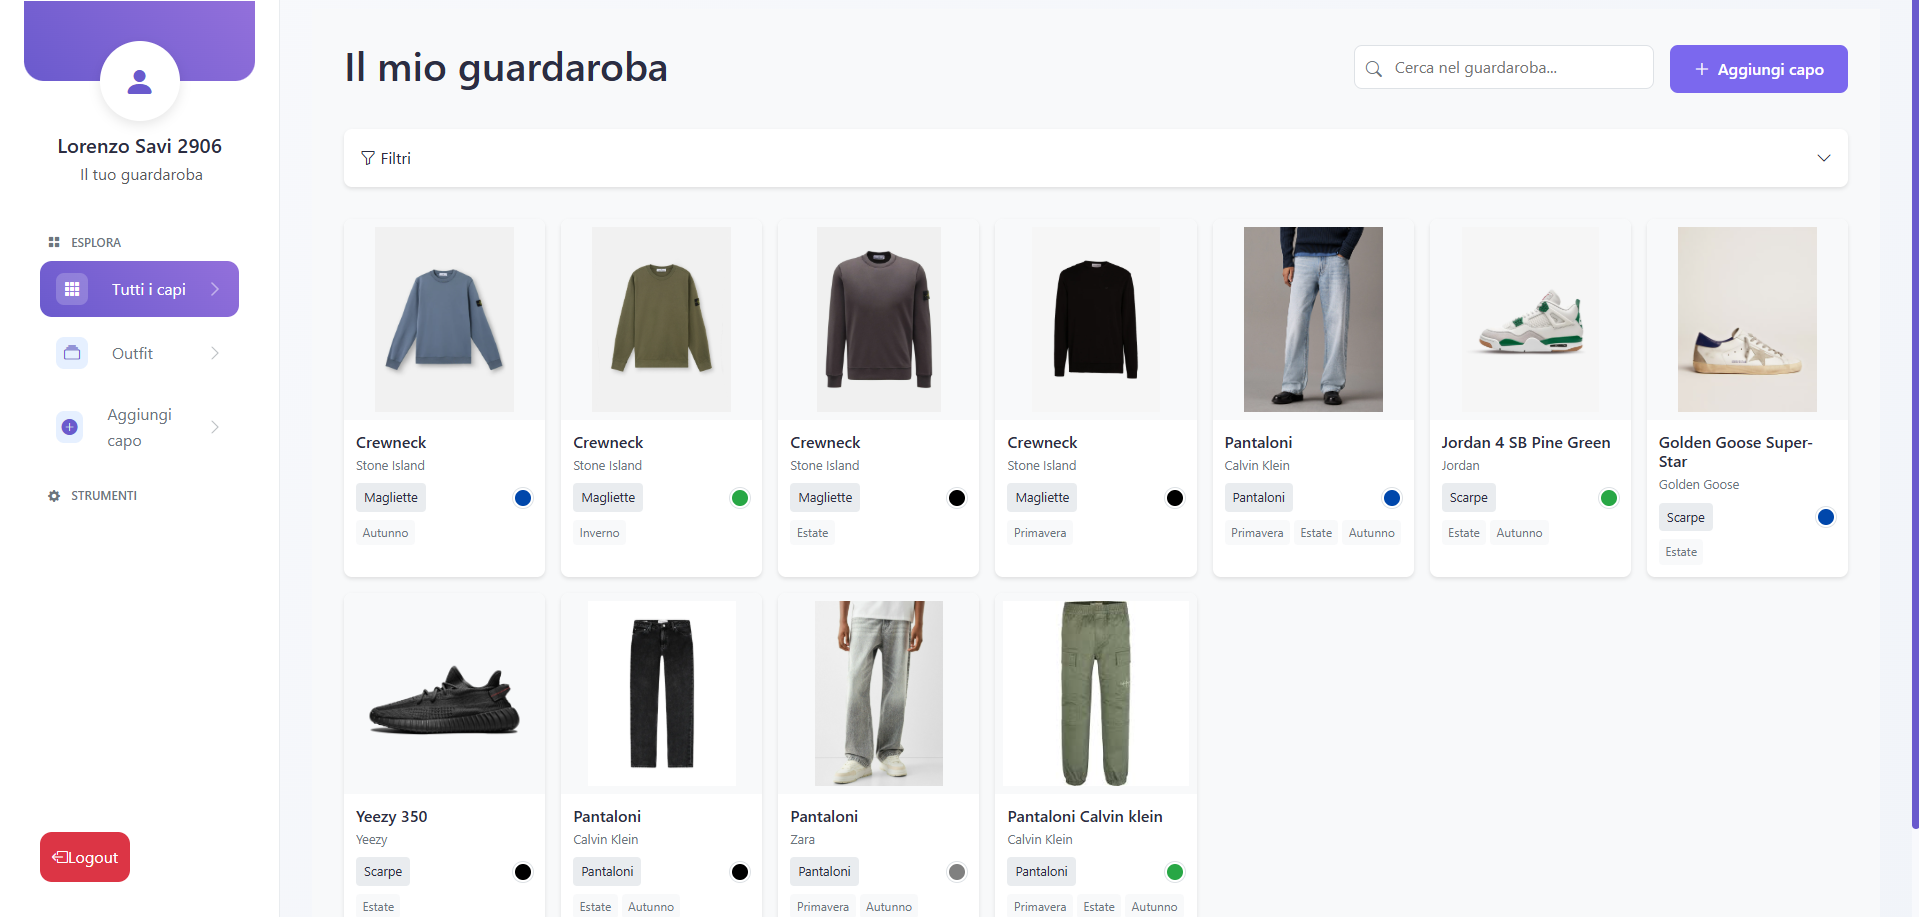 Lorenzo Savi 2906
Il tuo guardaroba
ESPLORA
Tutti i capi
Outfit
Aggiungi
capo
STRUMENTI
Logout
Il mio guardaroba
Cerca nel guardaroba...
Aggiungi capo
Filtri
Crewneck
Stone Island
Magliette
Autunno
Crewneck
Stone Island
Magliette
Inverno
Crewneck
Stone Island
Magliette
Estate
Crewneck
Stone Island
Magliette
Primavera
Pantaloni
Calvin Klein
Pantaloni
Primavera Estate Autunno
Jordan 4 SB Pine Green
Jordan
Scarpe
Estate Autunno
Golden Goose Super-
Star
Golden Goose
Scarpe
Estate
Yeezy 350
Yeezy
Scarpe
Estate
Pantaloni
Calvin Klein
Pantaloni
Estate Autunno
Pantaloni
Zara
Pantaloni
Primavera Autunno
Pantaloni Calvin klein
Calvin Klein
Pantaloni
Primavera Estate Autunno